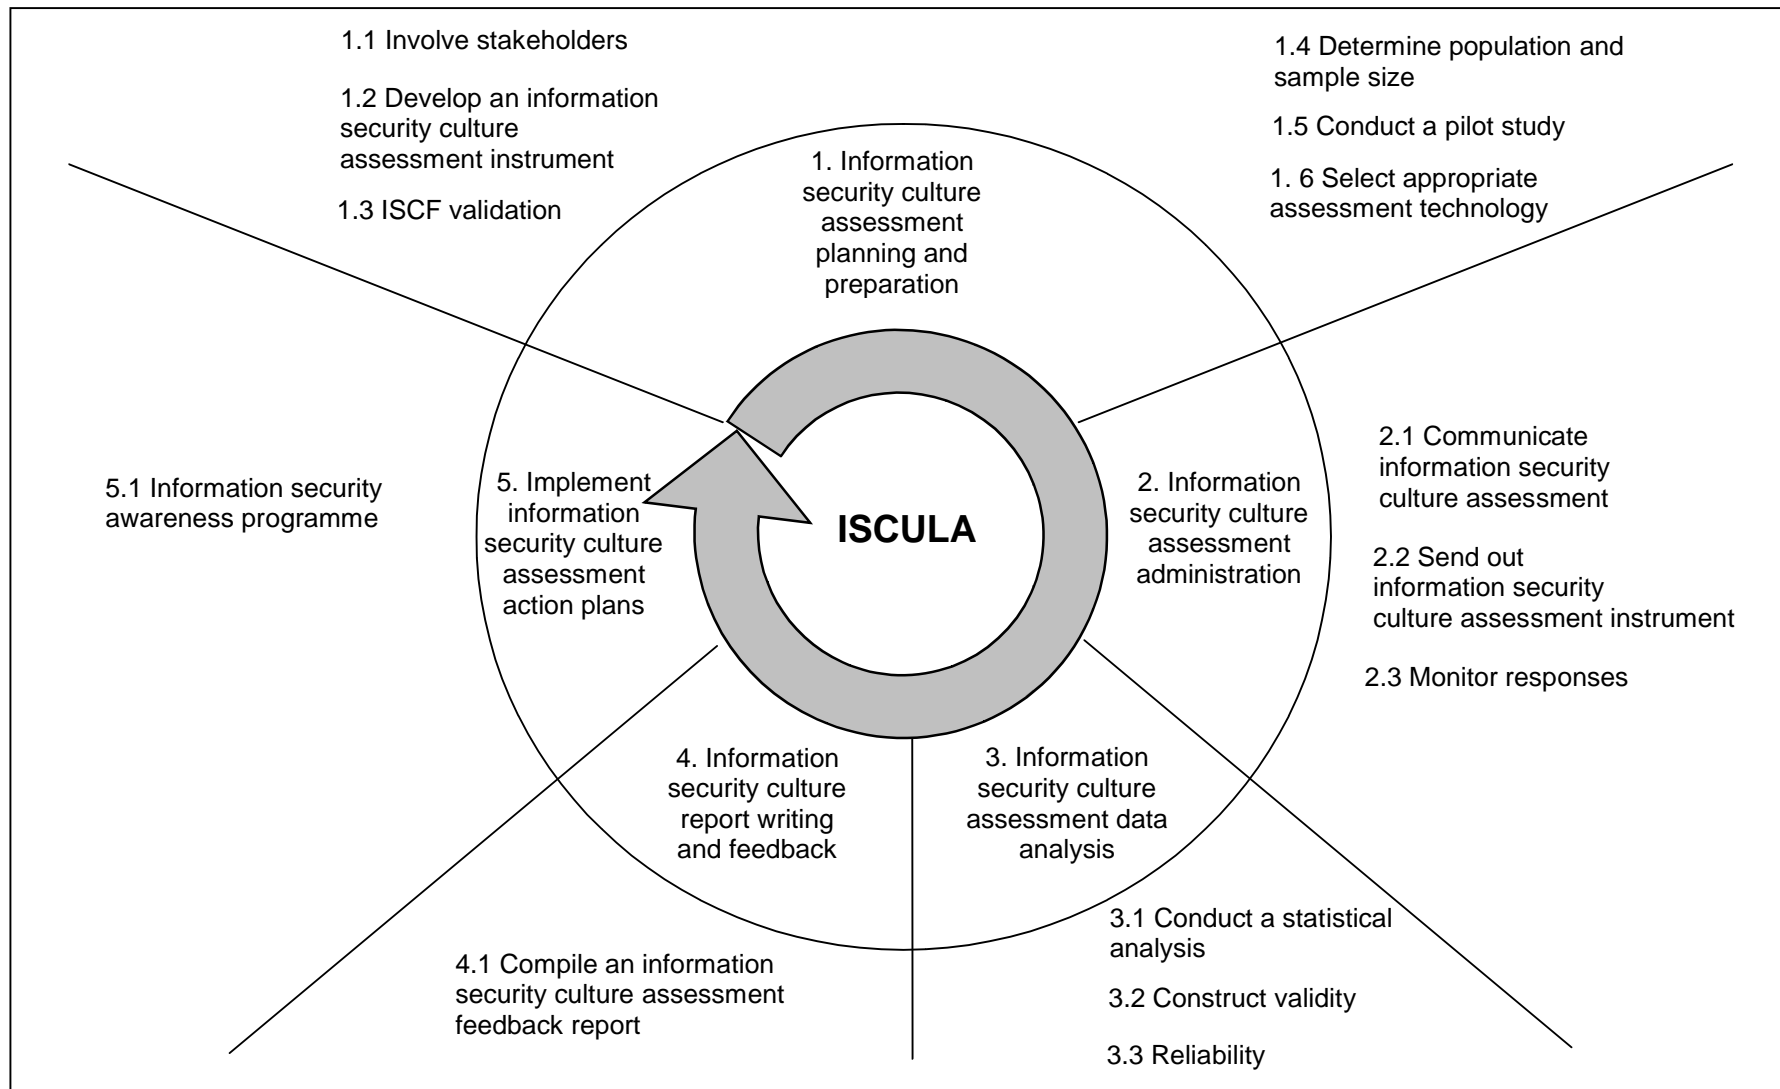 1.1 Involve stakeholders
1.2 Develop an information
security culture
assessment instrument
1.3 ISCF validation
1.4 Determine population and
sample size
1.5 Conduct a pilot study
1. 6 Select appropriate
assessment technology
1. Information
security culture
assessment
planning and
preparation
2. Information
security culture
assessment
administration
2.1 Communicate
information security
culture assessment
2.2 Send out
information security
culture assessment instrument
2.3 Monitor responses
3. Information
security culture
assessment data
analysis
3.1 Conduct a statistical
analysis
3.2 Construct validity
3.3 Reliability
4. Information
security culture
report writing
and feedback
4.1 Compile an information
security culture assessment
feedback report
5. Implement
information
security culture
assessment
action plans
5.1 Information security
awareness programme
ISCULA